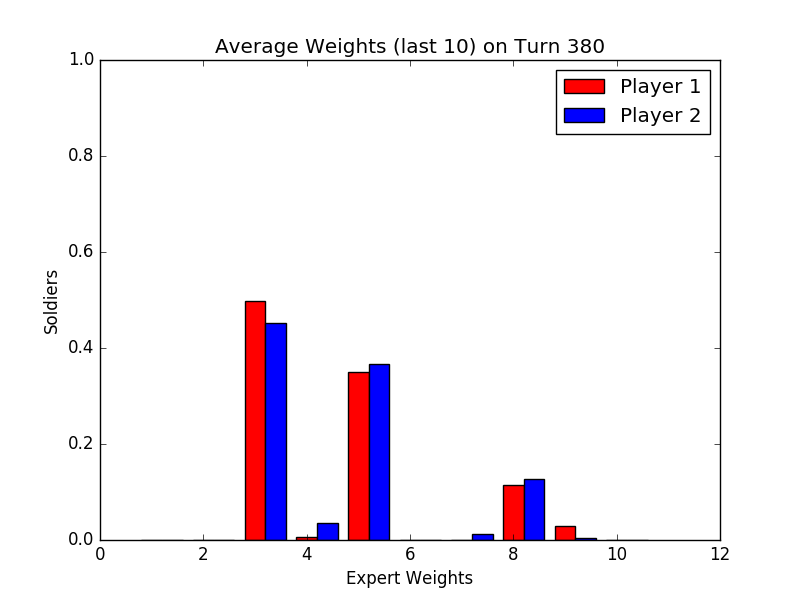 Average Weights (last 10) on Turn 380
1.0
Player 1
Player 2
0.8
0.6
Soldiers
0.4
0.2
0.0
0 2 4 6 8 10 12
Expert Weights